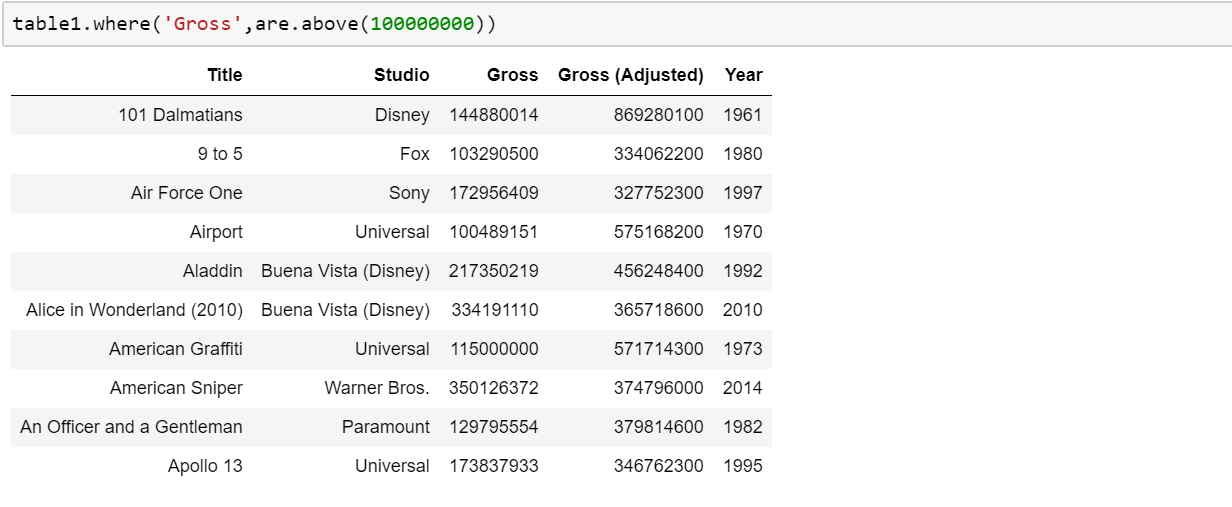 table1.where('Gross',are.above(100000000))
Title Studio Gross Gross (Adjusted) Year
101 Dalmatians Disney 144880014 869280100 1961
9 to 5 Fox 103290500 334062200 1980
Air Force One Sony 172956409 327752300 1997
Airport Universal 100489151 575168200 1970
Aladdin Buena Vista (Disney) 217350219 456248400 1992
Alice in Wonderland (2010) Buena Vista (Disney) 334191110 365718600 2010
American Graffiti Universal 115000000 571714300 1973
American Sniper Warner Bros. 350126372 374796000 2014
An Officer and a Gentleman Paramount 129795554 379814600 1982
Apollo 13 Universal 173837933 346762300 1995